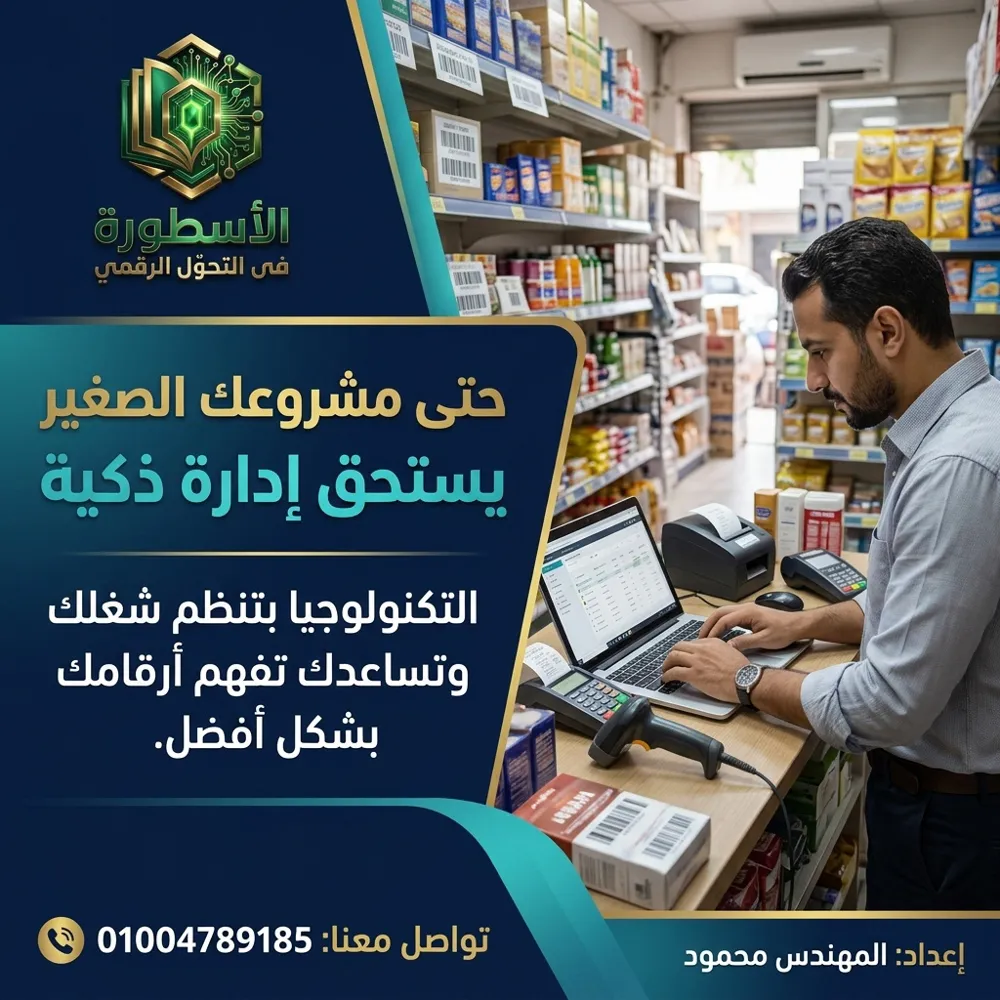 الأسطورة
فى التحوّل الرقمي
حتى مشروعك الصغير
يستحق إدارة ذكية
التكنولوجيا بتنظم شغلك
وتساعدك تفهم أرقامك
بشكل أفضل.
تواصل معنا: 01004789185
إعداد: المهندس محمود